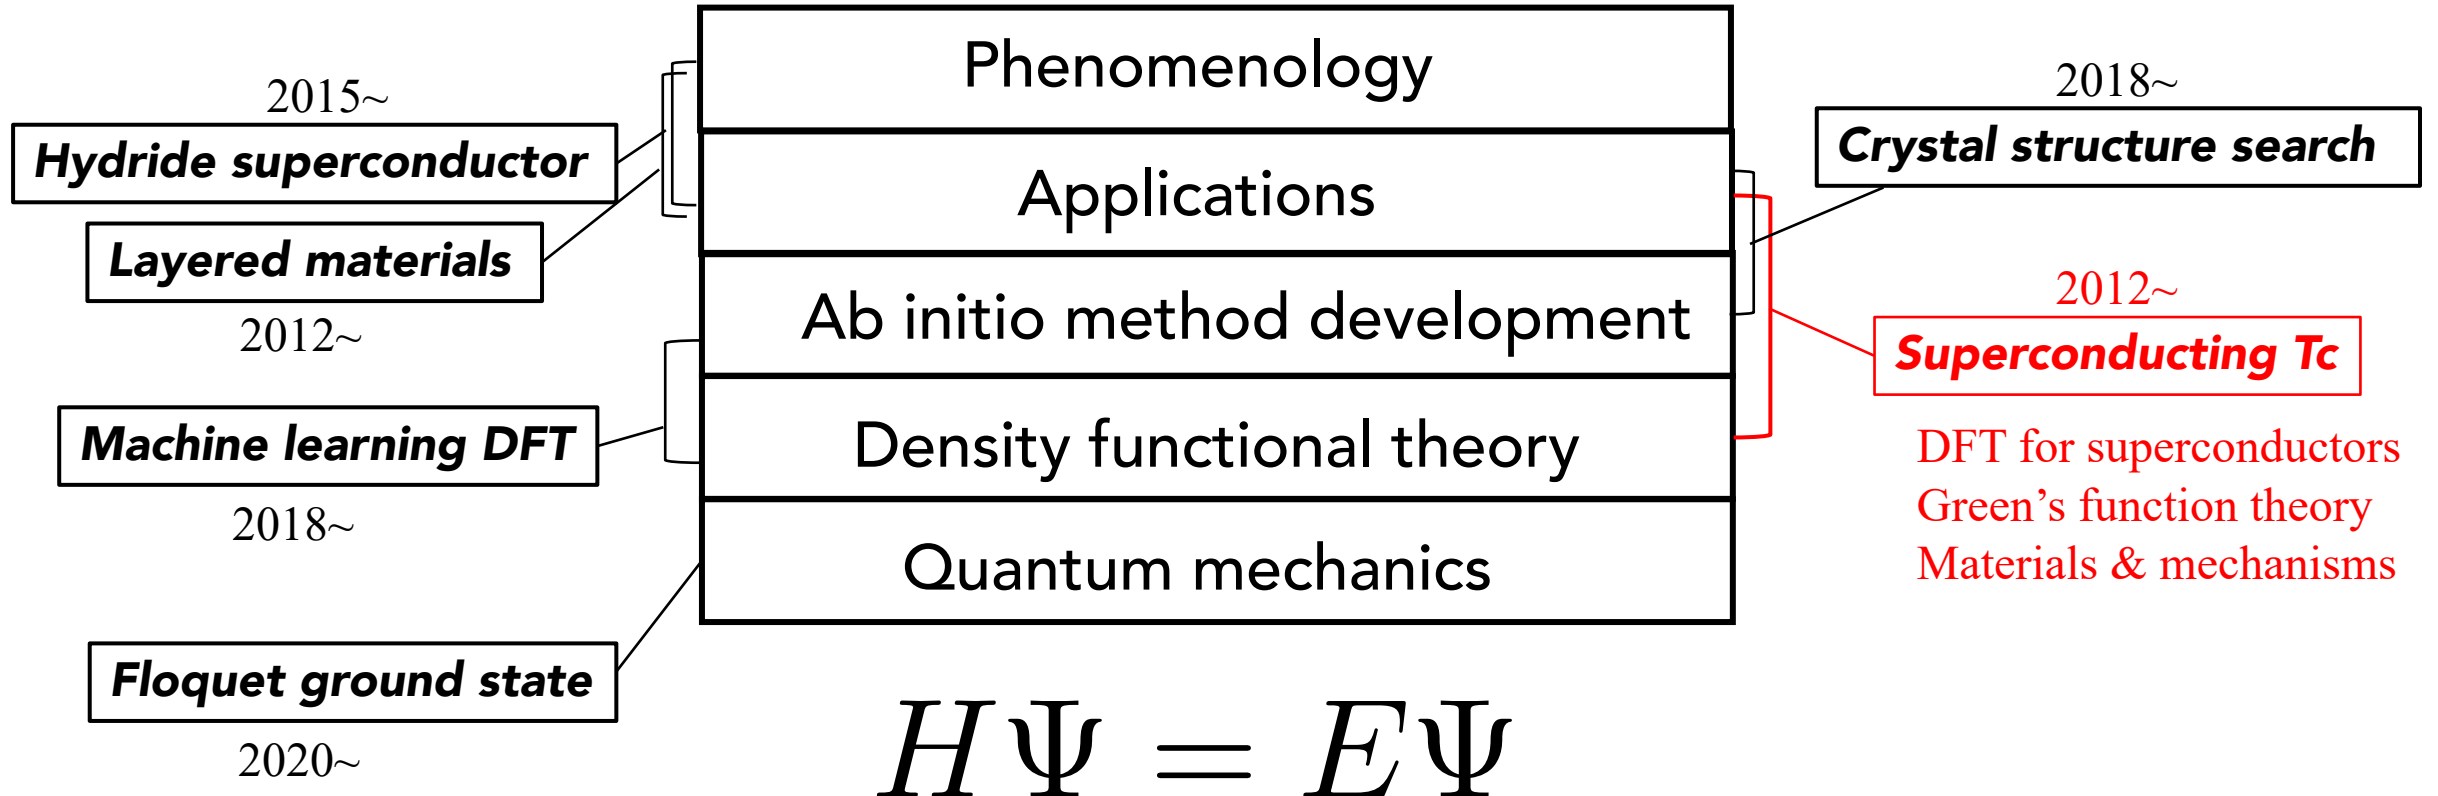 Phenomenology
Applications
Ab initio method development
Density functional theory
Quantum mechanics
2015~
Hydride superconductor
Layered materials
2012~
Machine learning DFT
2018~
Floquet ground state
2020~
2018~
Crystal structure search
2012~
Superconducting Tc
DFT for superconductors
Green’s function theory
Materials & mechanisms
HΨ = EΨ